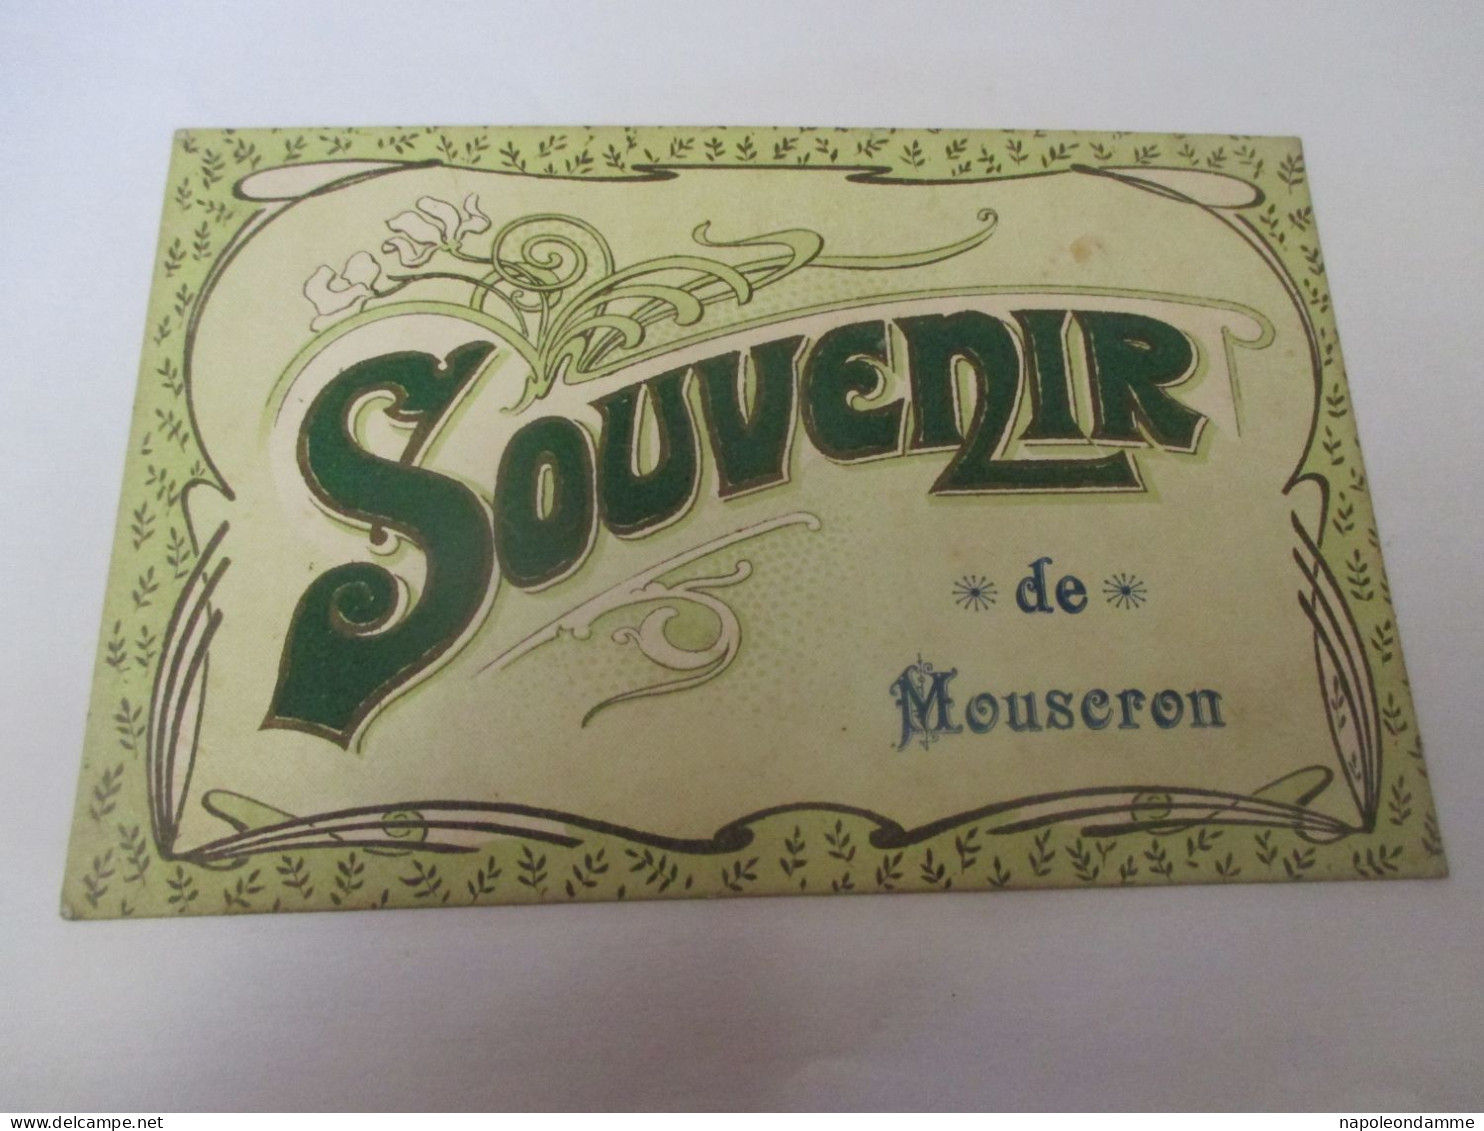 SOUVENIR
de
Mouscron
www.delcampe.net
napoleondamme